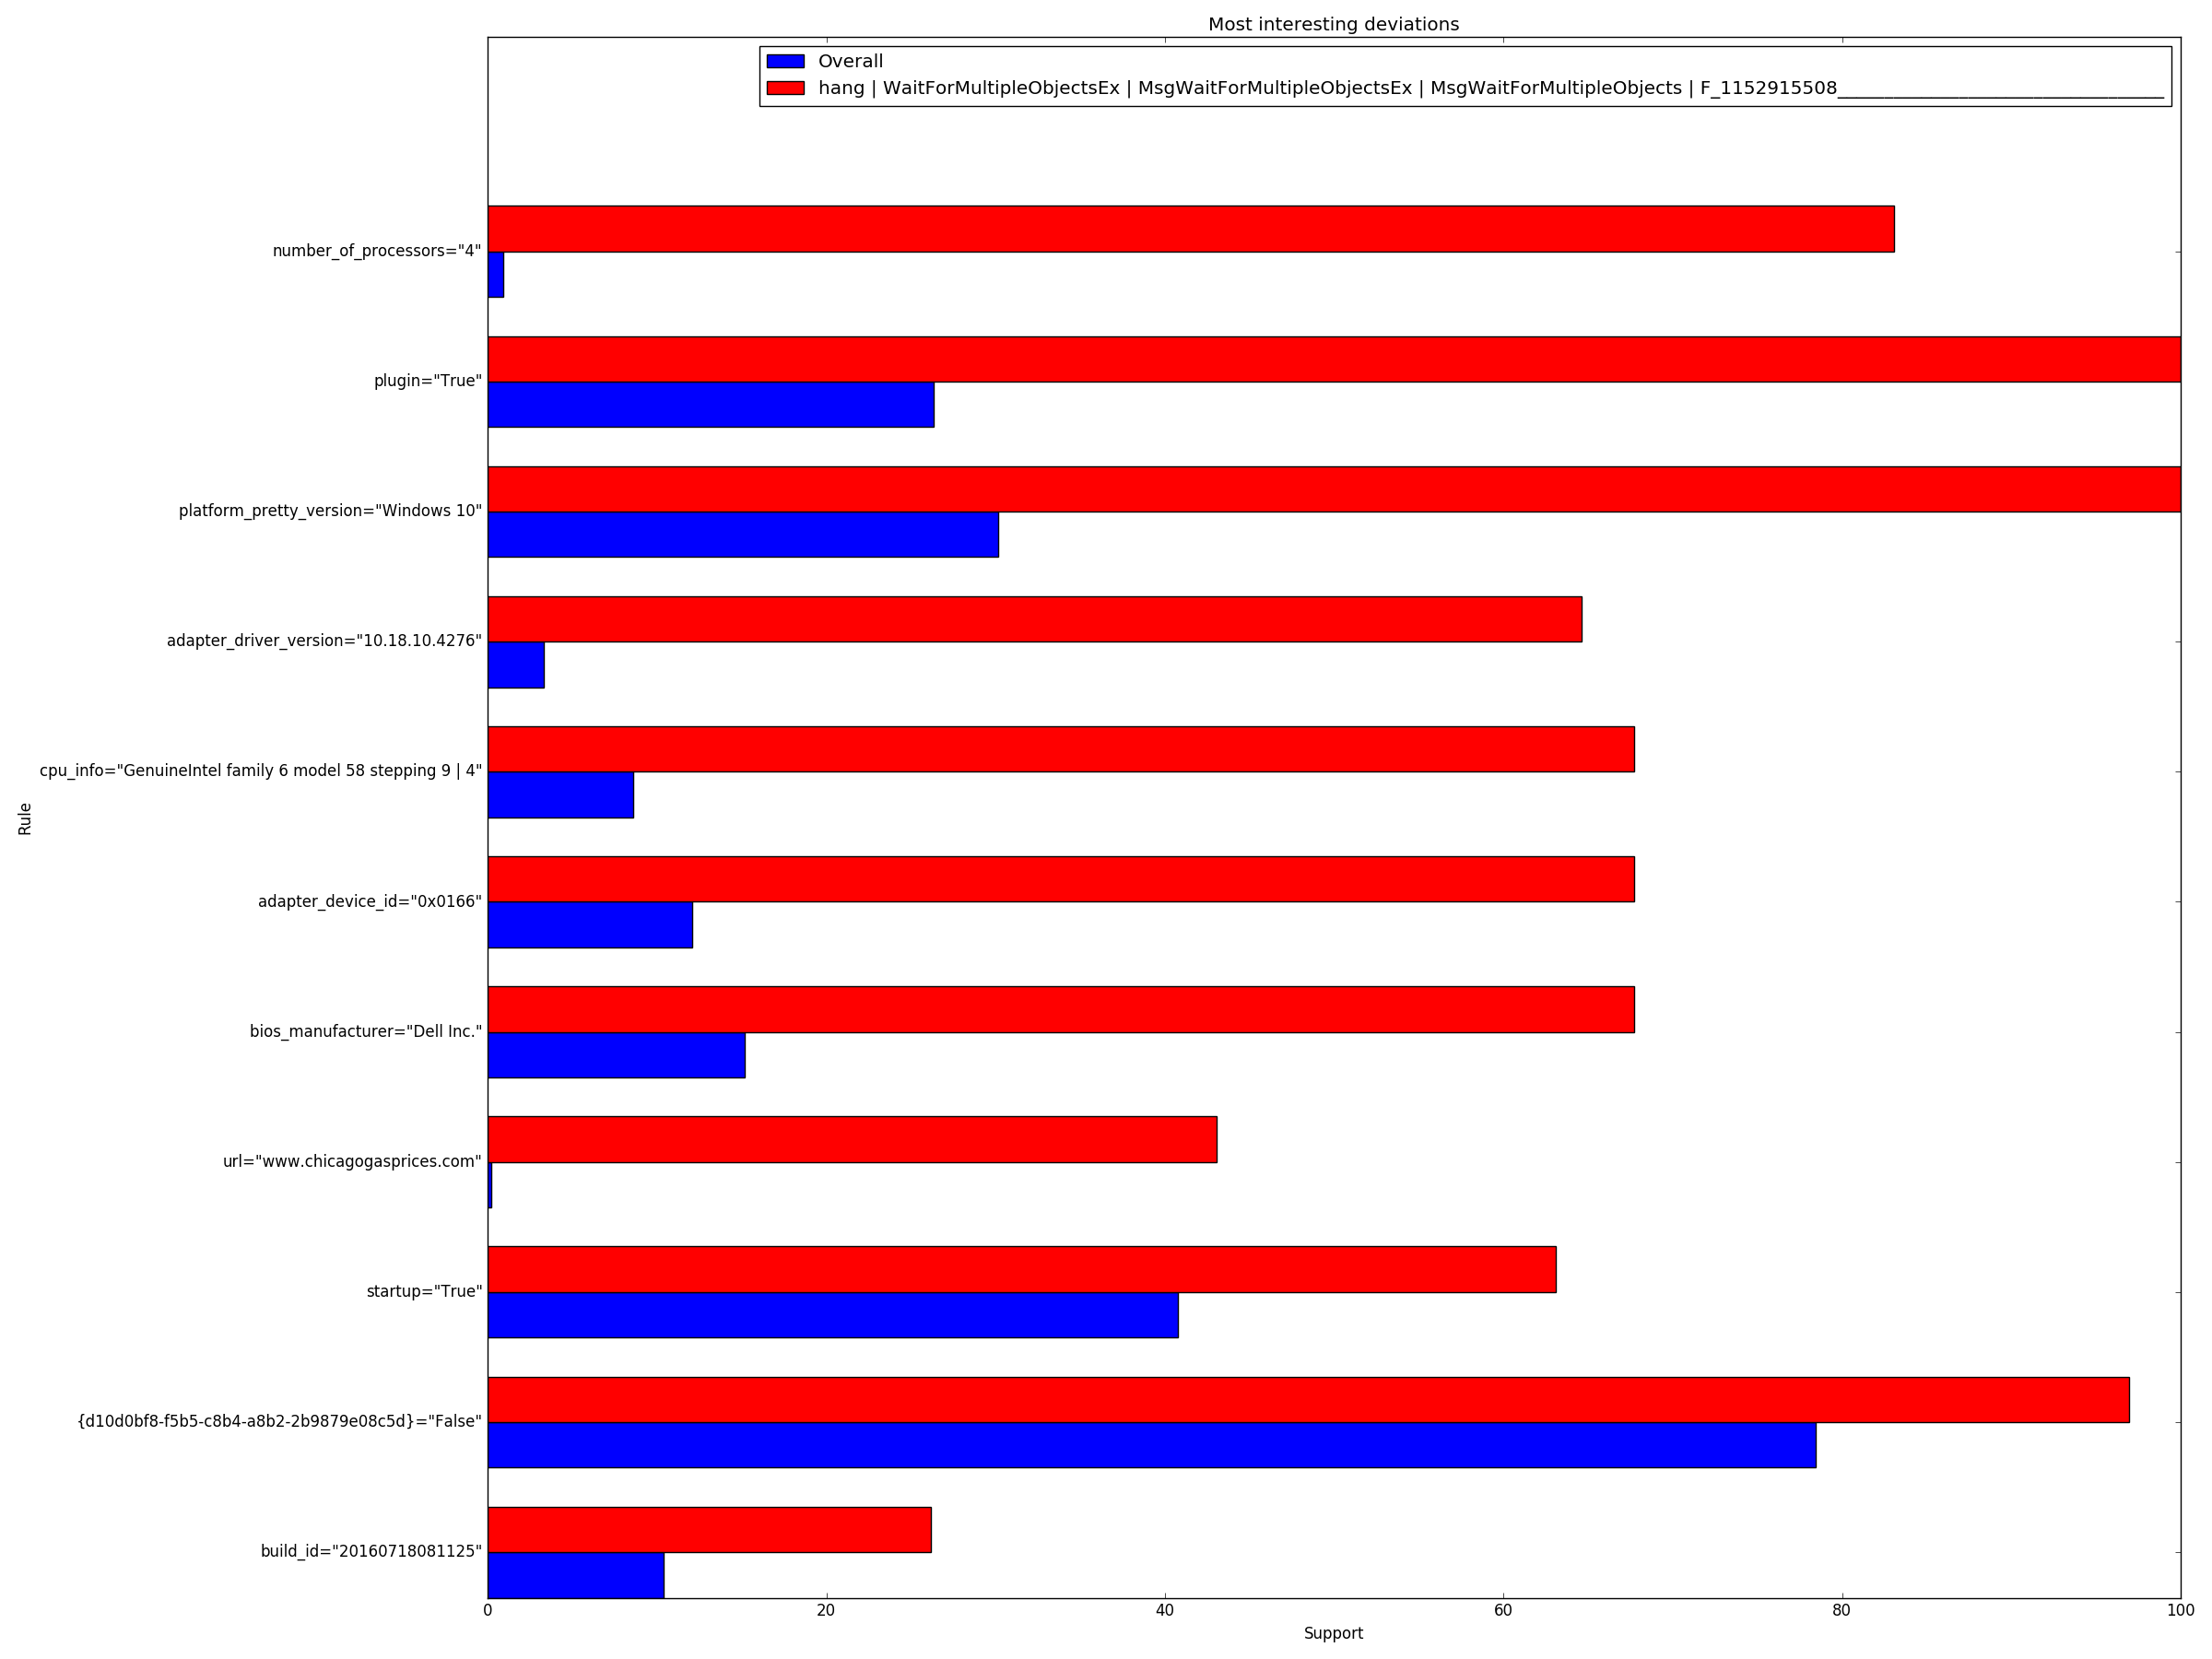 Most interesting deviations
Overall
hang | WaitForMultipleObjectsEx | MsgWaitForMultipleObjectsEx | MsgWaitForMultipleObjects | F_1152915508___________________________________
number_of_processors="4"
plugin="True"
platform_pretty_version="Windows 10"
adapter_driver_version="10.18.10.4276"
cpu_info="GenuineIntel family 6 model 58 stepping 9 | 4"
adapter_device_id="0x0166"
bios_manufacturer="Dell Inc."
url="www.chicagogasprices.com"
startup="True"
{d10d0bf8-f5b5-c8b4-a8b2-2b9879e08c5d}="False"
build_id="20160718081125"
Rule
0 20 40 60 80 100
Support